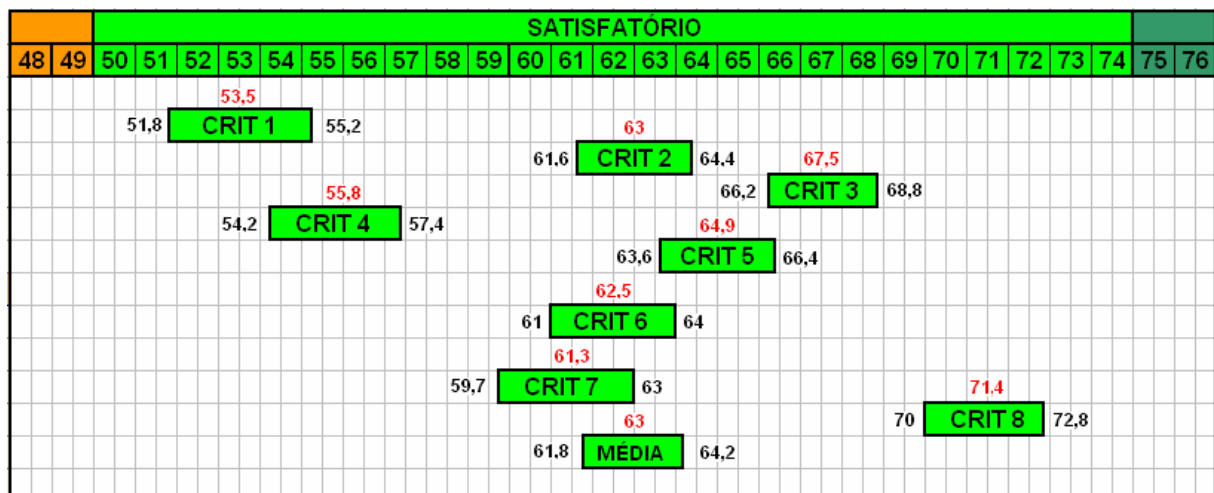 SATISFATÓRIO
48 49 50 51 52 53 54 55 56 57 58 59 60 61 62 63 64 65 66 67 68 69 70 71 72 73 74 75 76
53,5
51,8 CRIT 1 55,2
63
61,6 CRIT 2 64,4
67,5
66,2 CRIT 3 68,8
55,8
54,2 CRIT 4 57,4
64,9
63,6 CRIT 5 66,4
62,5
61 CRIT 6 64
61,3
59,7 CRIT 7 63
71,4
70 CRIT 8 72,8
63
61,8 MÉDIA 64,2